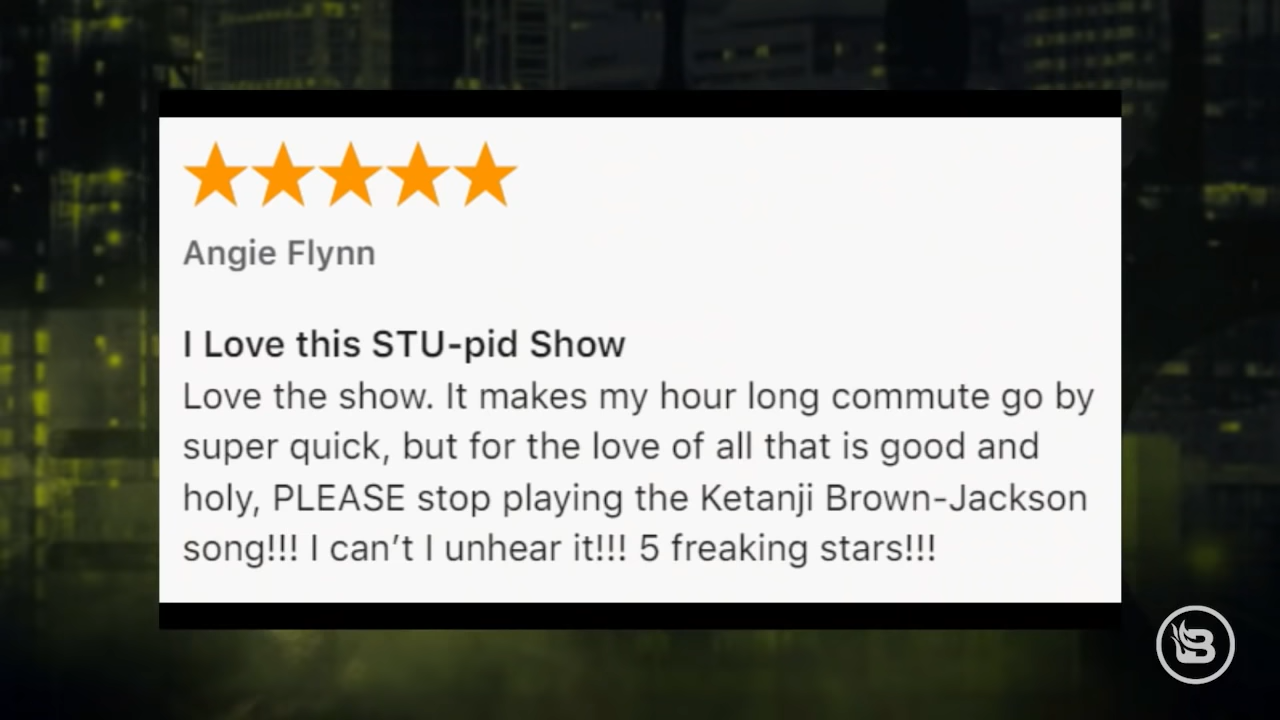 Angie Flynn
I Love this STU-pid Show
Love the show. It makes my hour long commute go by
super quick, but for the love of all that is good and
holy, PLEASE stop playing the Ketanji Brown-Jackson
song!!! I can’t I unhear it!!! 5 freaking stars!!!
B